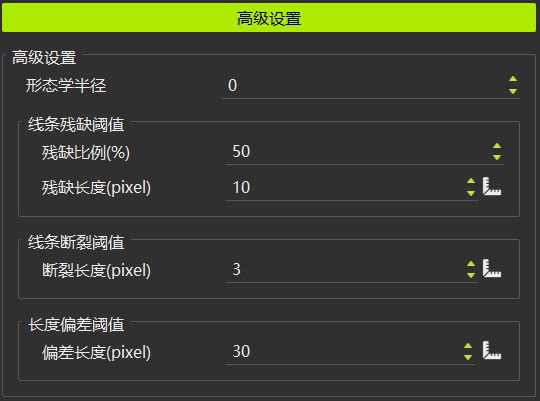 高级设置
高级设置
形态学半径 0
线条残缺阈值
残缺比例(%) 50
残缺长度(pixel) 10
线条断裂阈值
断裂长度(pixel) 3
长度偏差阈值
偏差长度(pixel) 30